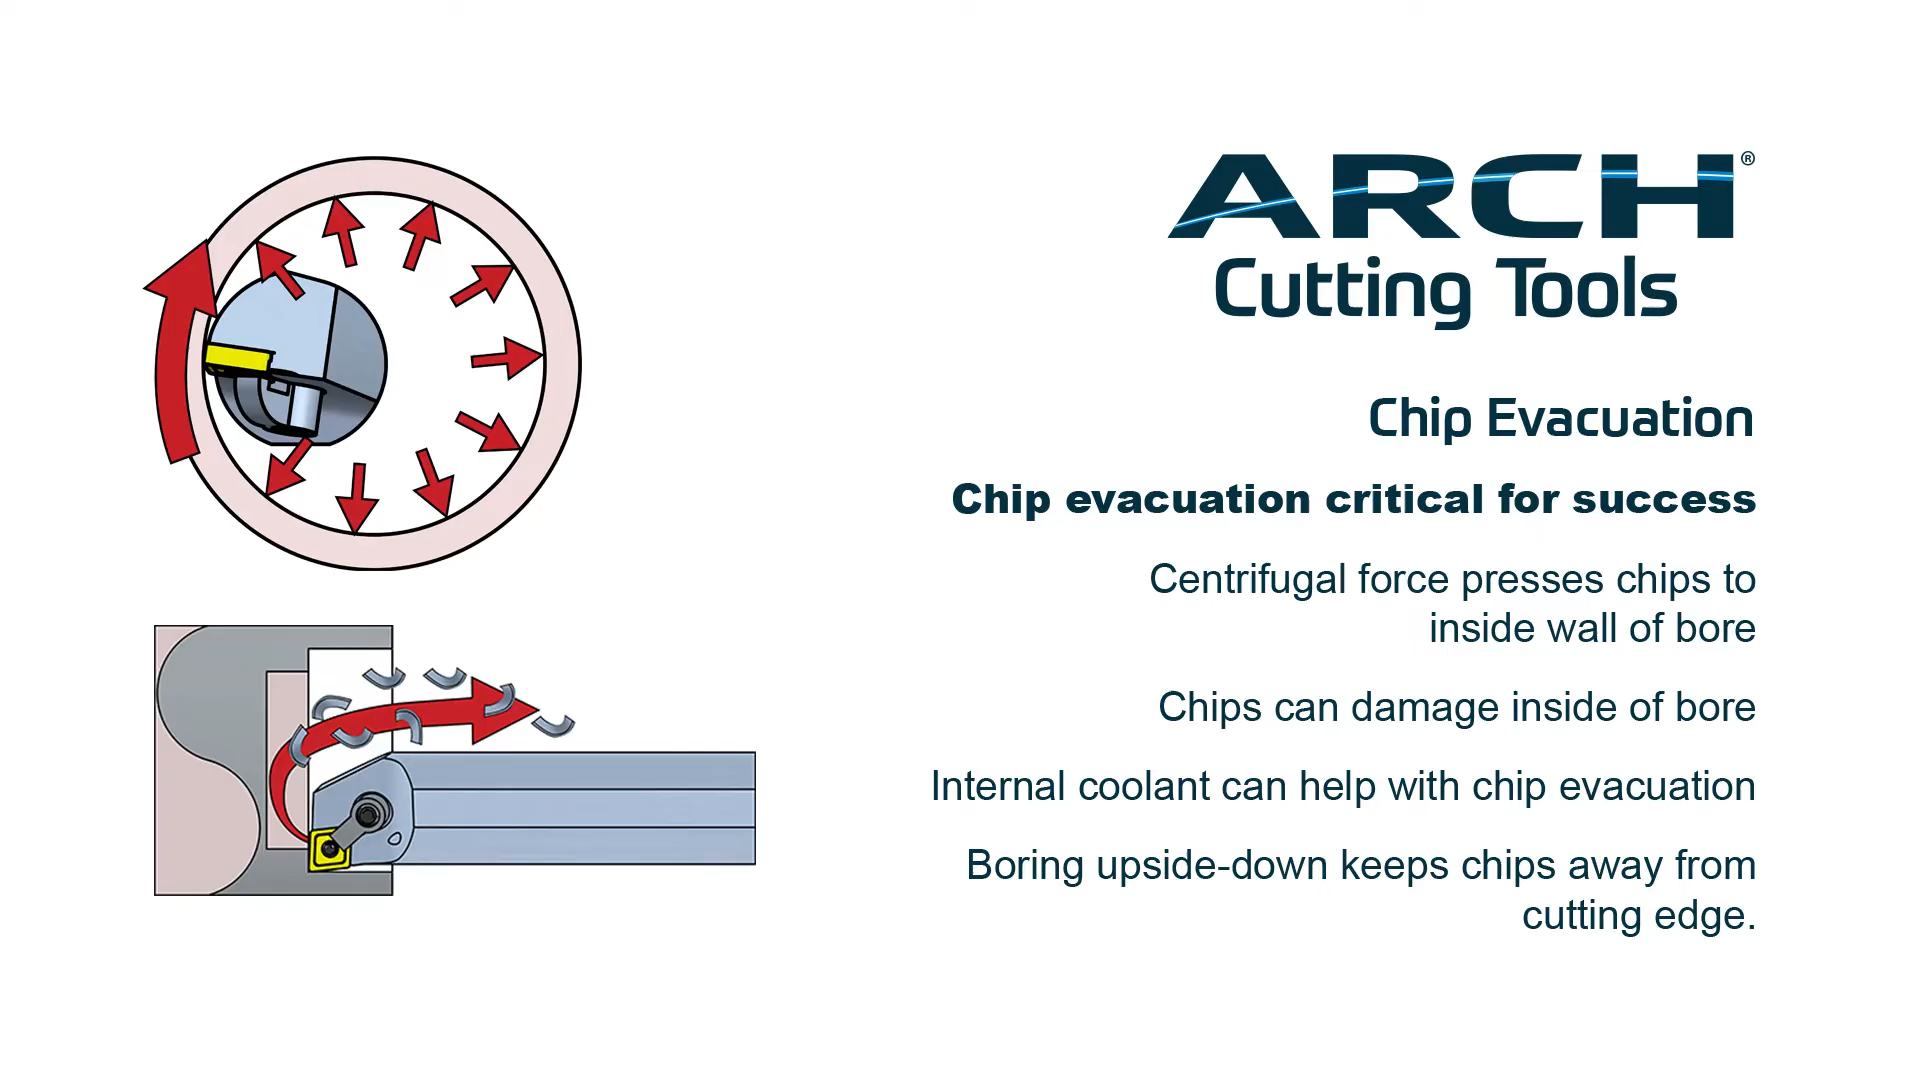 ARCH®
Cutting Tools
Chip Evacuation
Chip evacuation critical for success
Centrifugal force presses chips to
inside wall of bore
Chips can damage inside of bore
Internal coolant can help with chip evacuation
Boring upside-down keeps chips away from
cutting edge.